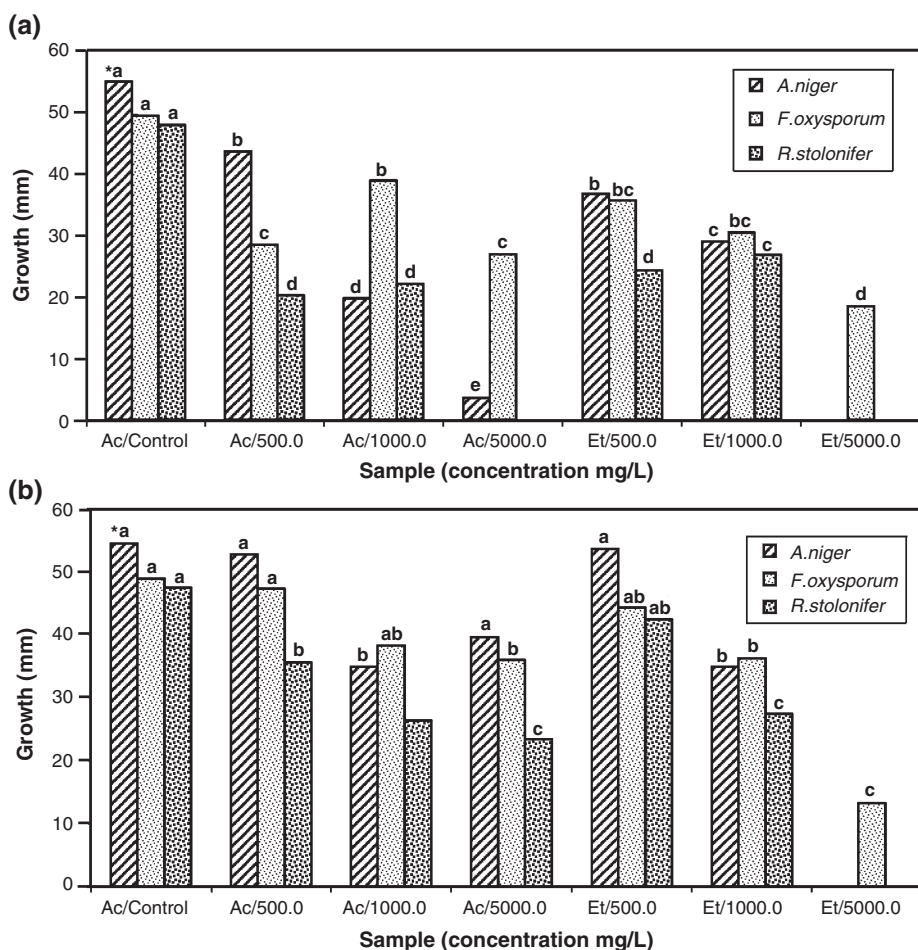 (a)
60
50
40
30
20
10
0
Growth (mm)
*a a a
b c d
d b d
e c
b bc d
c bc c
d
A.niger
F.oxysporum
R.stolonifer
Ac/Control Ac/500.0 Ac/1000.0 Ac/5000.0 Et/500.0 Et/1000.0 Et/5000.0
Sample (concentration mg/L)
(b)
60
50
40
30
20
10
0
Growth (mm)
*a a a
a a b
b ab
a b c
a ab ab
b b c
c
A.niger
F.oxysporum
R.stolonifer
Ac/Control Ac/500.0 Ac/1000.0 Ac/5000.0 Et/500.0 Et/1000.0 Et/5000.0
Sample (concentration mg/L)